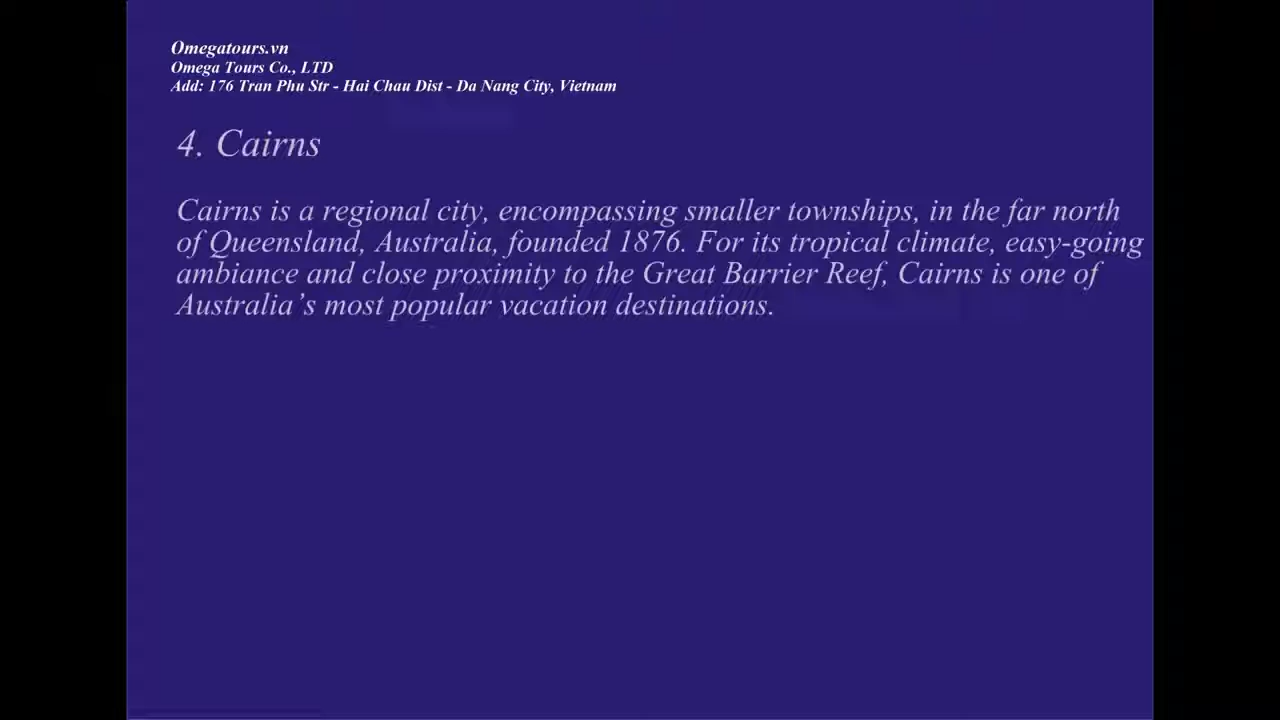 Omegatours.vn
Omega Tours Co., LTD
Add: 176 Tran Phu Str - Hai Chau Dist - Da Nang City, Vietnam
4. Cairns
Cairns is a regional city, encompassing smaller townships, in the far north
of Queensland, Australia, founded 1876. For its tropical climate, easy-going
ambiance and close proximity to the Great Barrier Reef, Cairns is one of
Australia’s most popular vacation destinations.